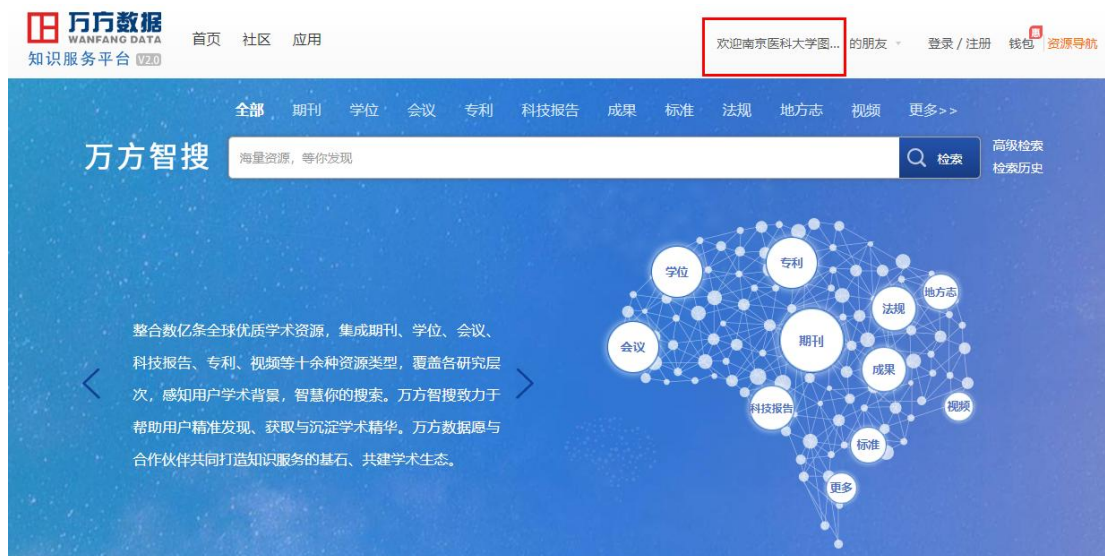 万方数据
WANFANG DATA
知识服务平台 V2.0
首页 社区 应用
欢迎南京医科大学图... 的朋友 登录 / 注册 钱包 惠 资源导航
全部 期刊 学位 会议 专利 科技报告 成果 标准 法规 地方志 视频 更多>>
万方智搜
海量资源，等你发现
检索
高级检索
检索历史
整合数亿条全球优质学术资源，集成期刊、学位、会议、
科技报告、专利、视频等十余种资源类型，覆盖各研究层
次，感知用户学术背景，智慧你的搜索。万方智搜致力于
帮助用户精准发现、获取与沉淀学术精华。万方数据愿与
合作伙伴共同打造知识服务的基石、共建学术生态。
学位
专利
地方志
法规
会议
期刊
成果
科技报告
视频
标准
更多